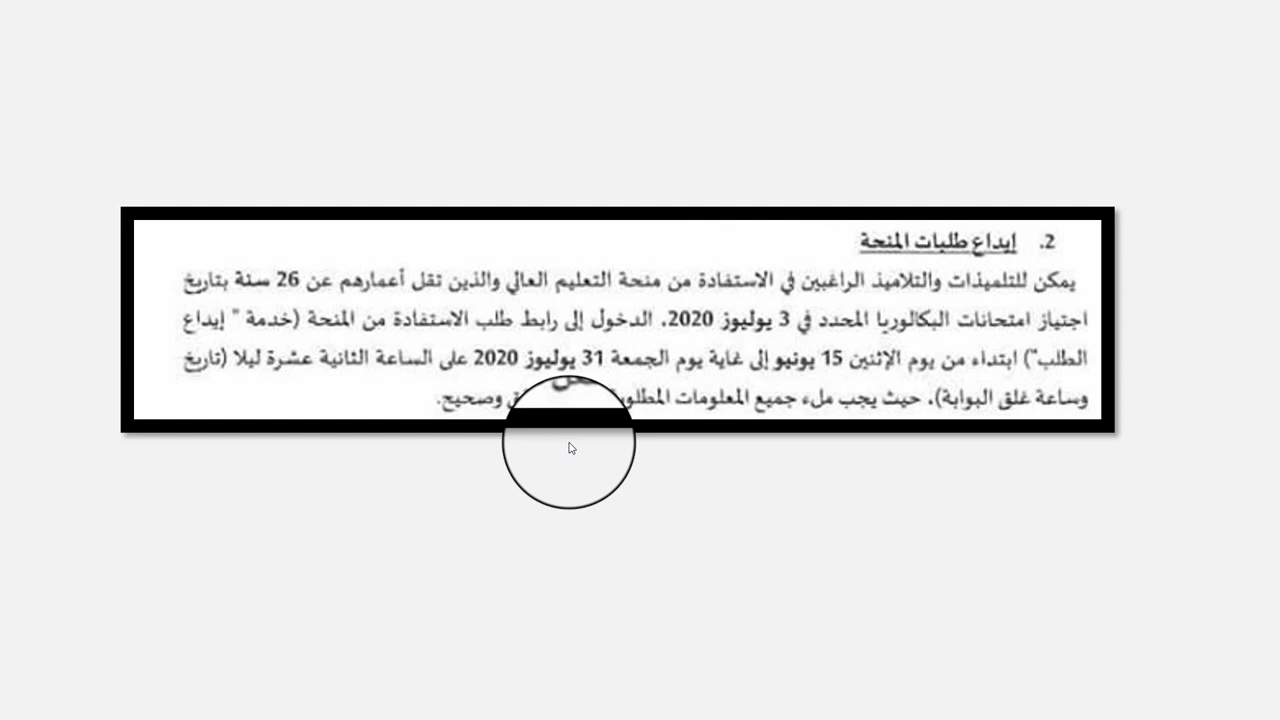 2. إيداع طلبات المنحة
يمكن للتلميذات والتلاميذ الراغبين في الاستفادة من منحة التعليم العالي والذين تقل أعمارهم عن 26 سنة بتاريخ
اجتياز امتحانات البكالوريا المحدد في 3 يوليوز 2020، الدخول إلى رابط طلب الاستفادة من المنحة (خدمة " إيداع
الطلب") ابتداء من يوم الإثنين 15 يونيو إلى غاية يوم الجمعة 31 يوليوز 2020 على الساعة الثانية عشرة ليلا (تاريخ
وساعة غلق البوابة)، حيث يجب ملء جميع المعلومات وصحيح.